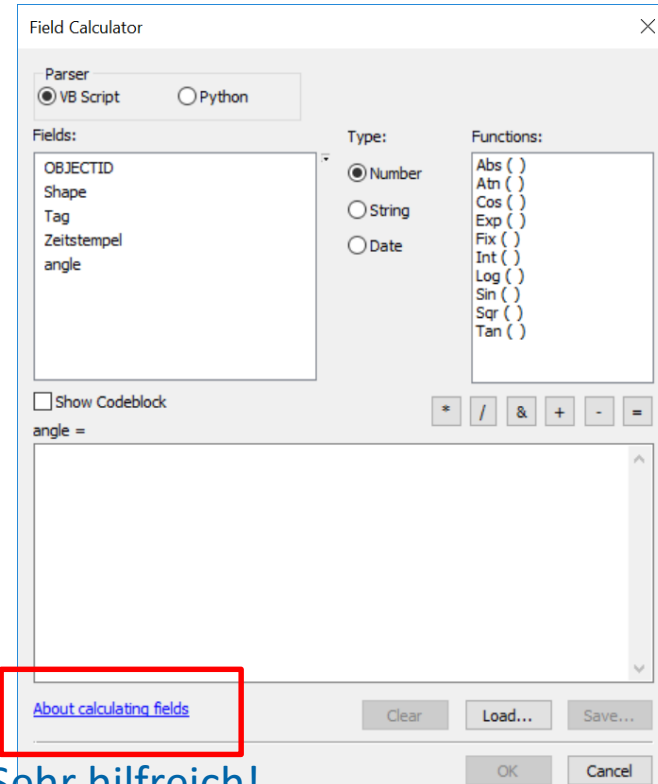 Field Calculator
Parser
VB Script Python
Fields:
OBJECTID
Shape
Tag
Zeitstempel
angle
Type:
Number
String
Date
Functions:
Abs ( )
Atn ( )
Cos ( )
Exp ( )
Fix ( )
Int ( )
Log ( )
Sin ( )
Sqr ( )
Tan ( )
Show Codeblock
* / & + - =
angle =
About calculating fields
Clear Load... Save...
OK Cancel
Sehr hilfreich!